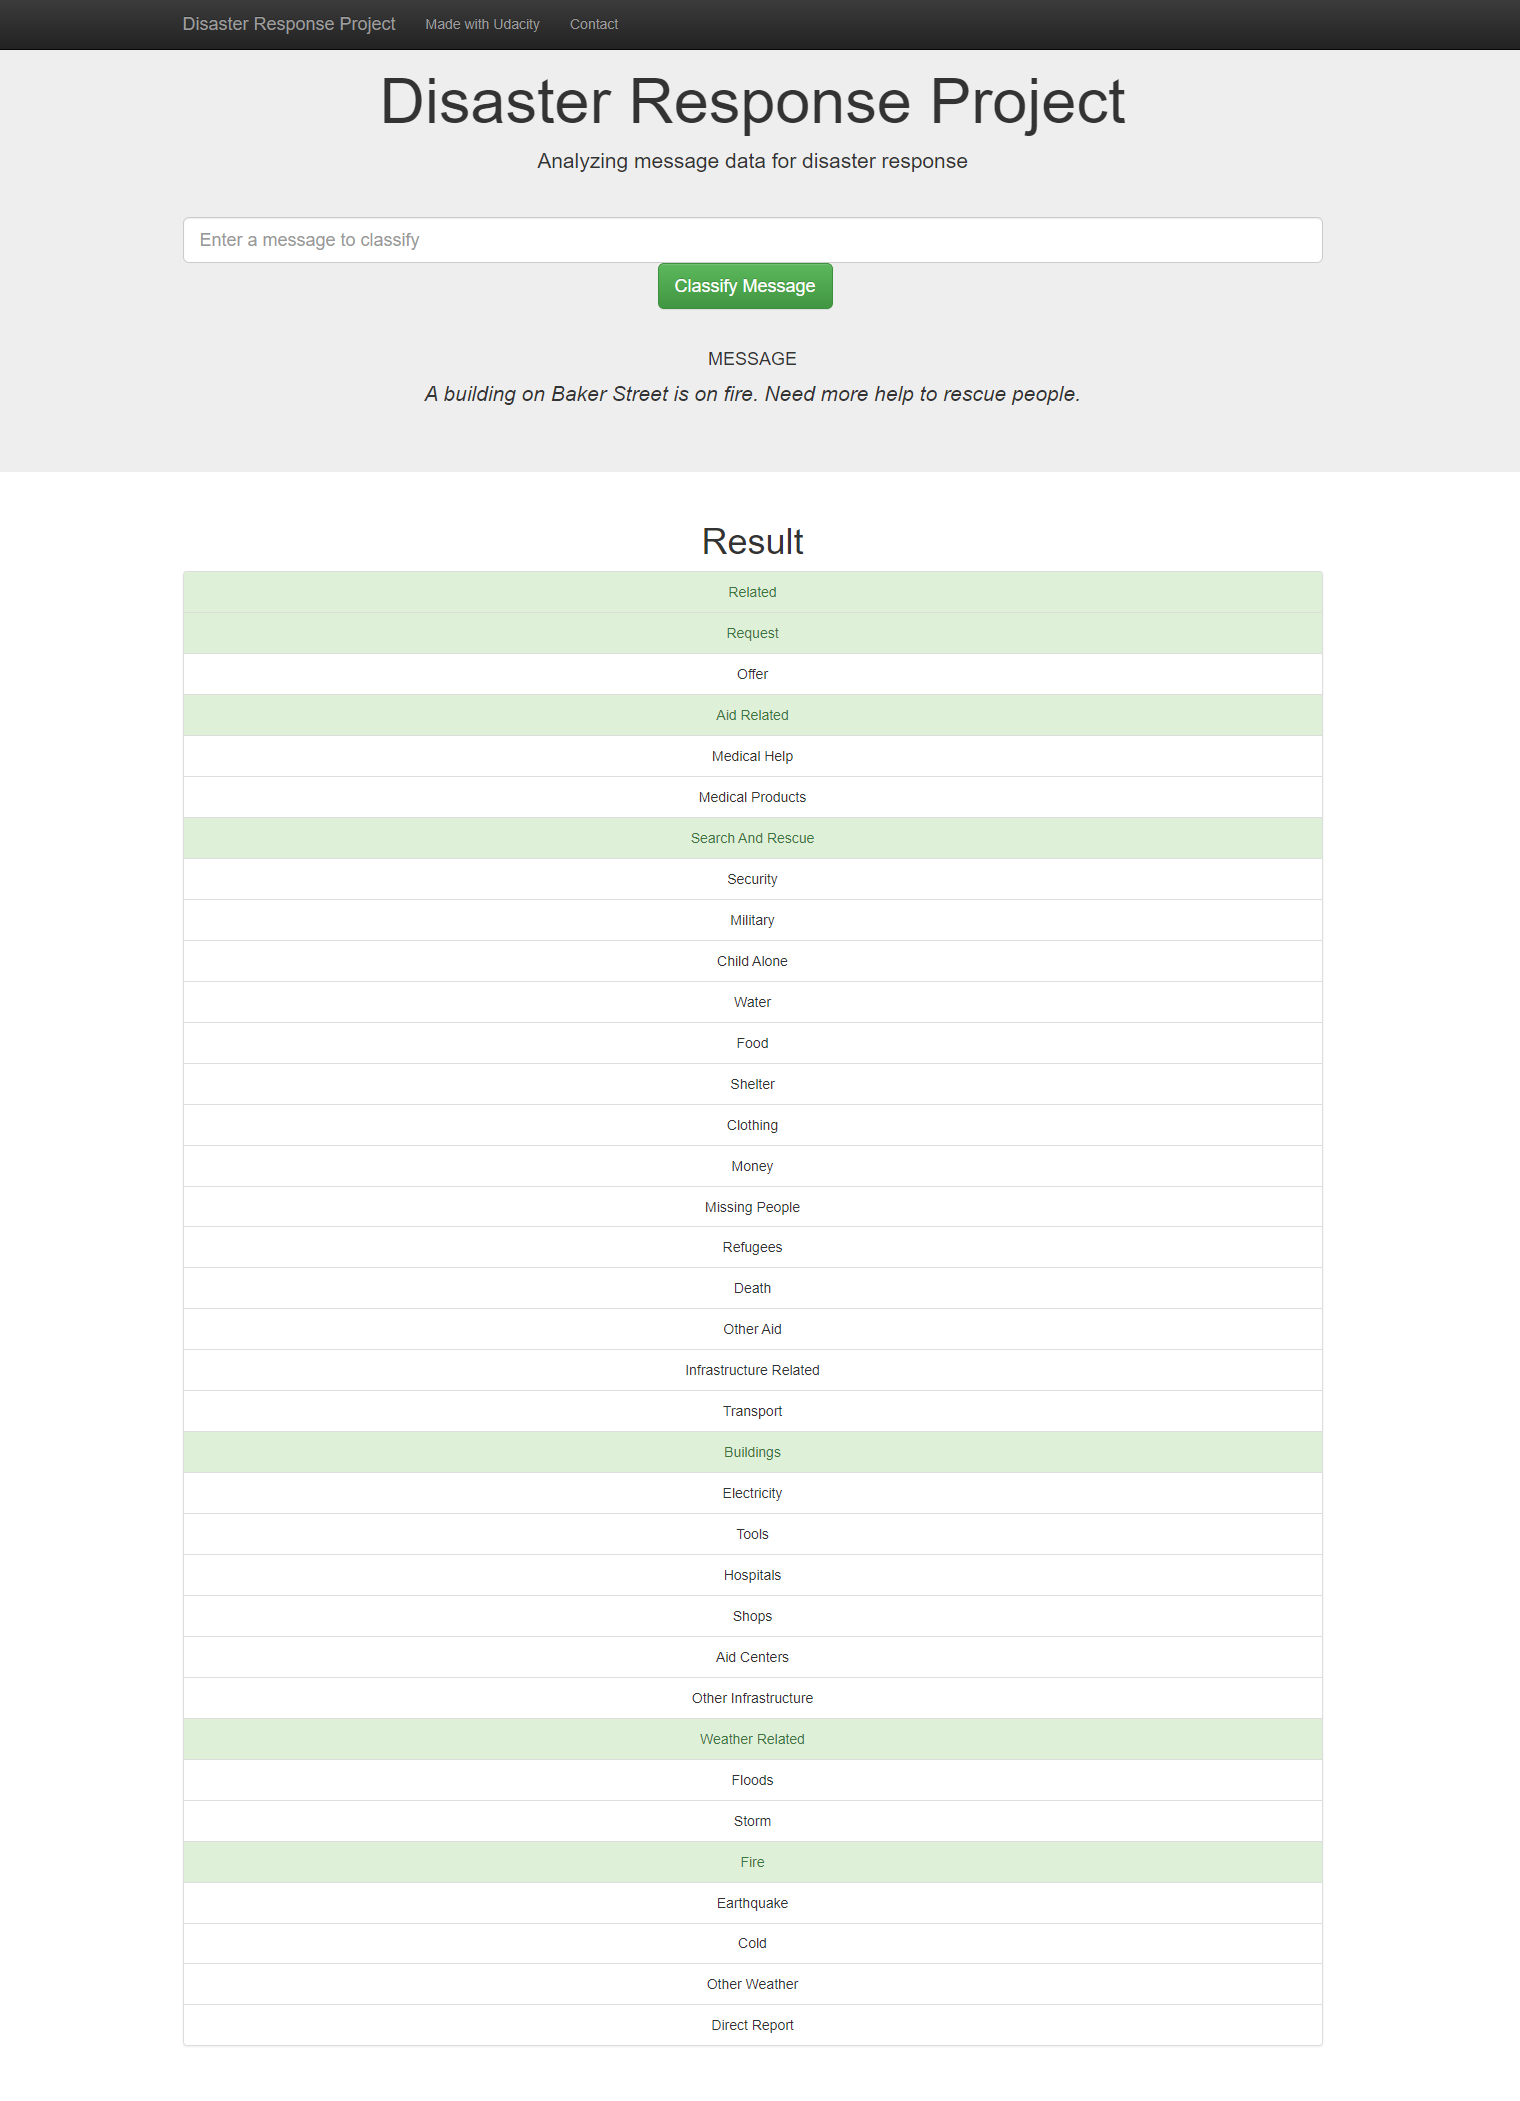 Disaster Response Project Made with Udacity Contact
Disaster Response Project
Analyzing message data for disaster response
Enter a message to classify
Classify Message
MESSAGE
A building on Baker Street is on fire. Need more help to rescue people.
Result
Related
Request
Offer
Aid Related
Medical Help
Medical Products
Search And Rescue
Security
Military
Child Alone
Water
Food
Shelter
Clothing
Money
Missing People
Refugees
Death
Other Aid
Infrastructure Related
Transport
Buildings
Electricity
Tools
Hospitals
Shops
Aid Centers
Other Infrastructure
Weather Related
Floods
Storm
Fire
Earthquake
Cold
Other Weather
Direct Report